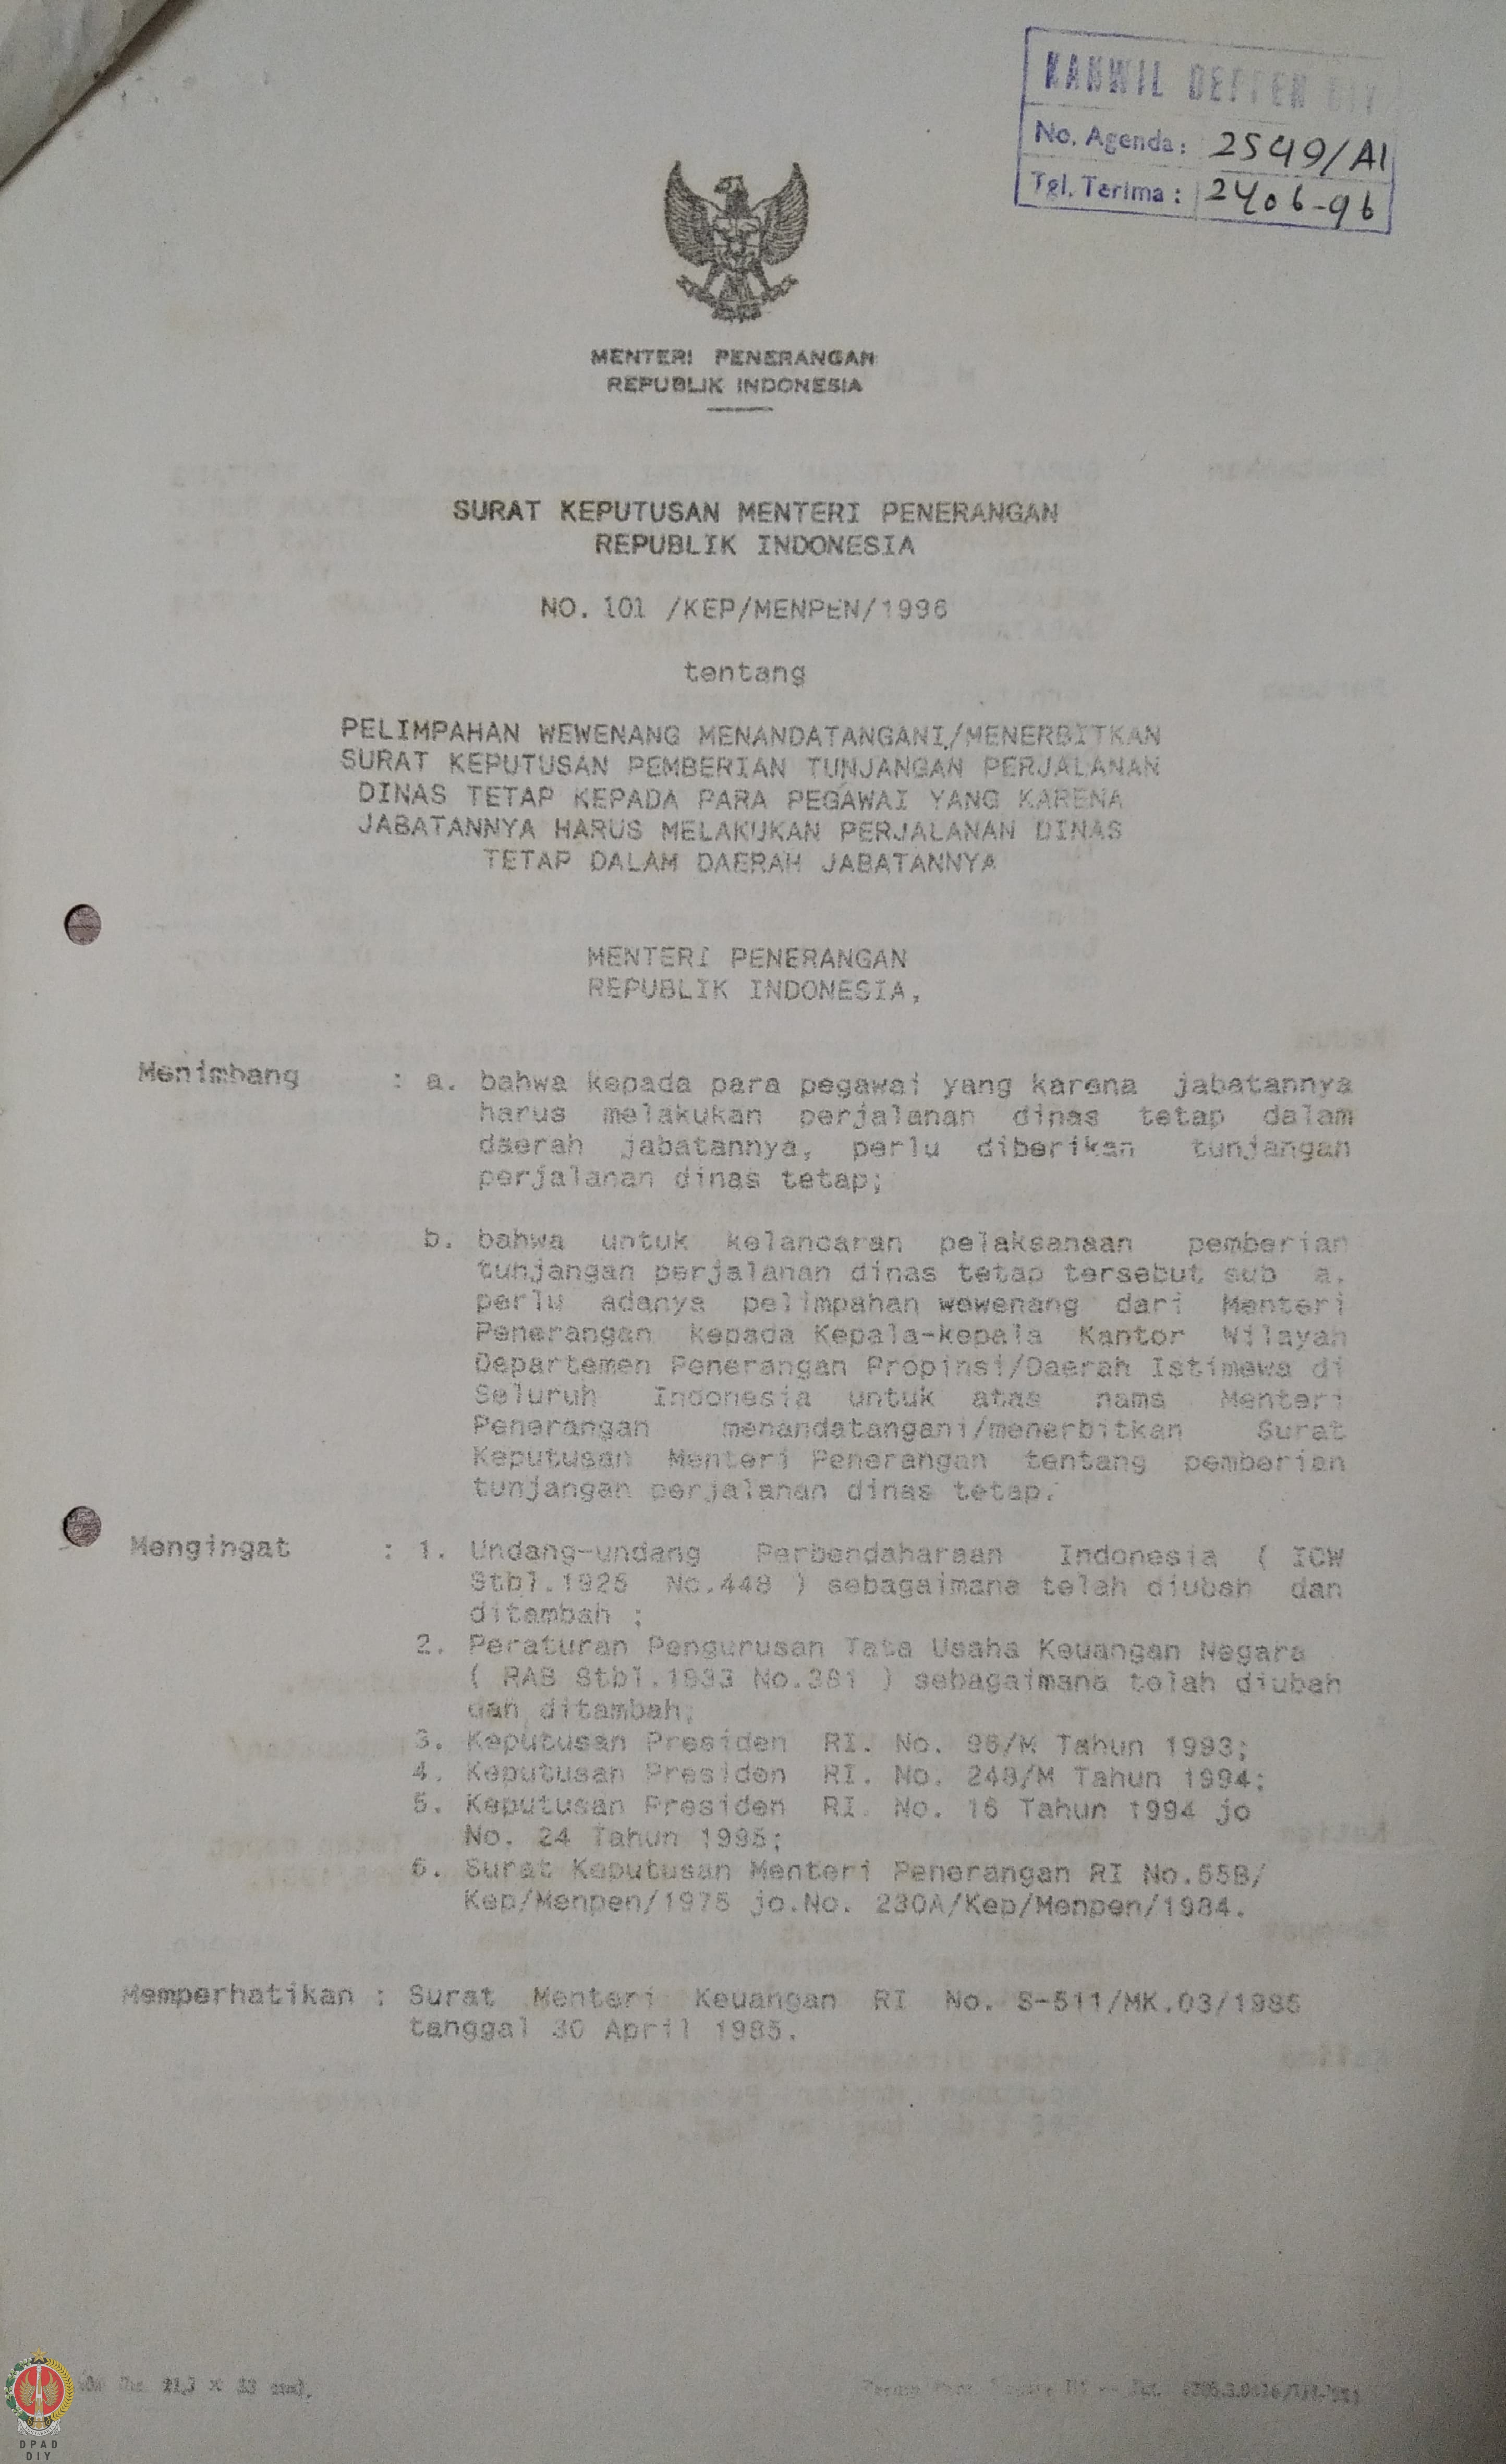 KANWIL DEPPEN DIY
No. Agenda: 2549/A1
Tgl. Terima: 2406-96
MENTERI PENERANGAN
REPUBLIK INDONESIA
SURAT KEPUTUSAN MENTERI PENERANGAN
REPUBLIK INDONESIA
NO. 101 /KEP/MENPEN/1996
tentang
PELIMPAHAN WEWENANG MENANDATANGANI/MENERBITKAN
SURAT KEPUTUSAN PEMBERIAN TUNJANGAN PERJALANAN
DINAS TETAP KEPADA PARA PEGAWAI YANG KARENA
JABATANNYA HARUS MELAKUKAN PERJALANAN DINAS
TETAP DALAM DAERAH JABATANNYA
MENTERI PENERANGAN
REPUBLIK INDONESIA,
Menimbang : a. bahwa kepada para pegawai yang karena jabatannya
harus melakukan perjalanan dinas tetap dalam
daerah jabatannya, perlu diberikan tunjangan
perjalanan dinas tetap;
b. bahwa untuk kelancaran pelaksanaan pemberian
tunjangan perjalanan dinas tetap tersebut sub a.
perlu adanya pelimpahan wewenang dari Menteri
Penerangan kepada Kepala-kepala Kantor Wilayah
Departemen Penerangan Propinsi/Daerah Istimewa di
Seluruh Indonesia untuk atas nama Menteri
Penerangan menandatangani/menerbitkan Surat
Keputusan Menteri Penerangan tentang pemberian
tunjangan perjalanan dinas tetap.
Mengingat : 1. Undang-undang Perbendaharaan Indonesia ( ICW
Stbl.1925 No.448 ) sebagaimana telah diubah dan
ditambah ;
2. Peraturan Pengurusan Tata Usaha Keuangan Negara
( RAB Stbl.1933 No.381 ) sebagaimana telah diubah
dan ditambah;
3. Keputusan Presiden RI. No. 96/M Tahun 1993;
4. Keputusan Presiden RI. No. 248/M Tahun 1994;
5. Keputusan Presiden RI. No. 16 Tahun 1994 jo
No. 24 Tahun 1995;
6. Surat Keputusan Menteri Penerangan RI No.55B/
Kep/Menpen/1975 jo.No. 230A/Kep/Menpen/1984.
Memperhatikan : Surat Menteri Keuangan RI No. S-511/MK.03/1985
tanggal 30 April 1985.
21,3 x 33 cm).
DPAD
DIY